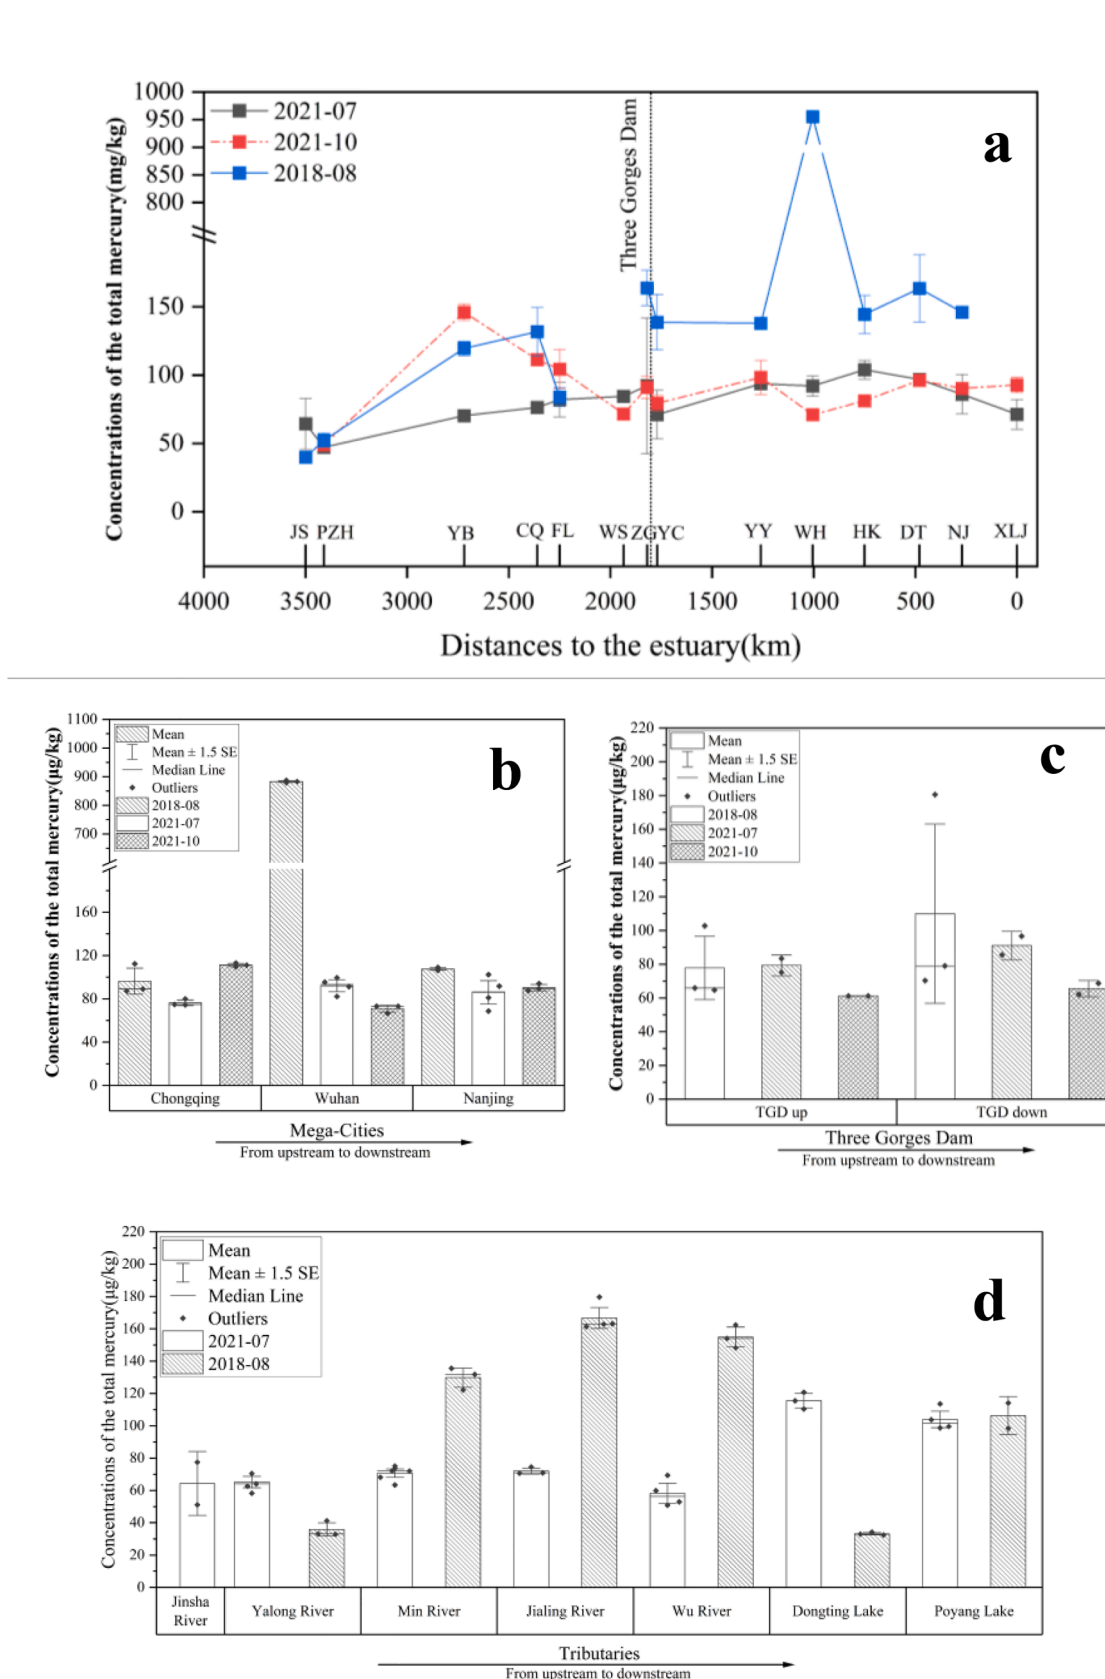 a
1000
950
900
850
800
150
100
50
0
Concentrations of the total mercury(mg/kg)
2021-07
2021-10
2018-08
Three Gorges Dam
JS PZH YB CQ FL WS ZG YC YY WH HK DT NJ XLJ
4000 3500 3000 2500 2000 1500 1000 500 0
Distances to the estuary(km)
b
1100
1000
900
800
700
160
120
80
40
0
Concentrations of the total mercury(μg/kg)
Mean
Mean ± 1.5 SE
Median Line
Outliers
2018-08
2021-07
2021-10
Chongqing Wuhan Nanjing
Mega-Cities
From upstream to downstream
c
220
200
180
160
140
120
100
80
60
40
20
0
Concentrations of the total mercury(μg/kg)
Mean
Mean ± 1.5 SE
Median Line
Outliers
2018-08
2021-07
2021-10
TGD up TGD down
Three Gorges Dam
From upstream to downstream
d
220
200
180
160
140
120
100
80
60
40
20
0
Concentrations of the total mercury(μg/kg)
Mean
Mean ± 1.5 SE
Median Line
Outliers
2021-07
2018-08
Jinsha
River
Yalong River Min River Jialing River Wu River Dongting Lake Poyang Lake
Tributaries
From upstream to downstream